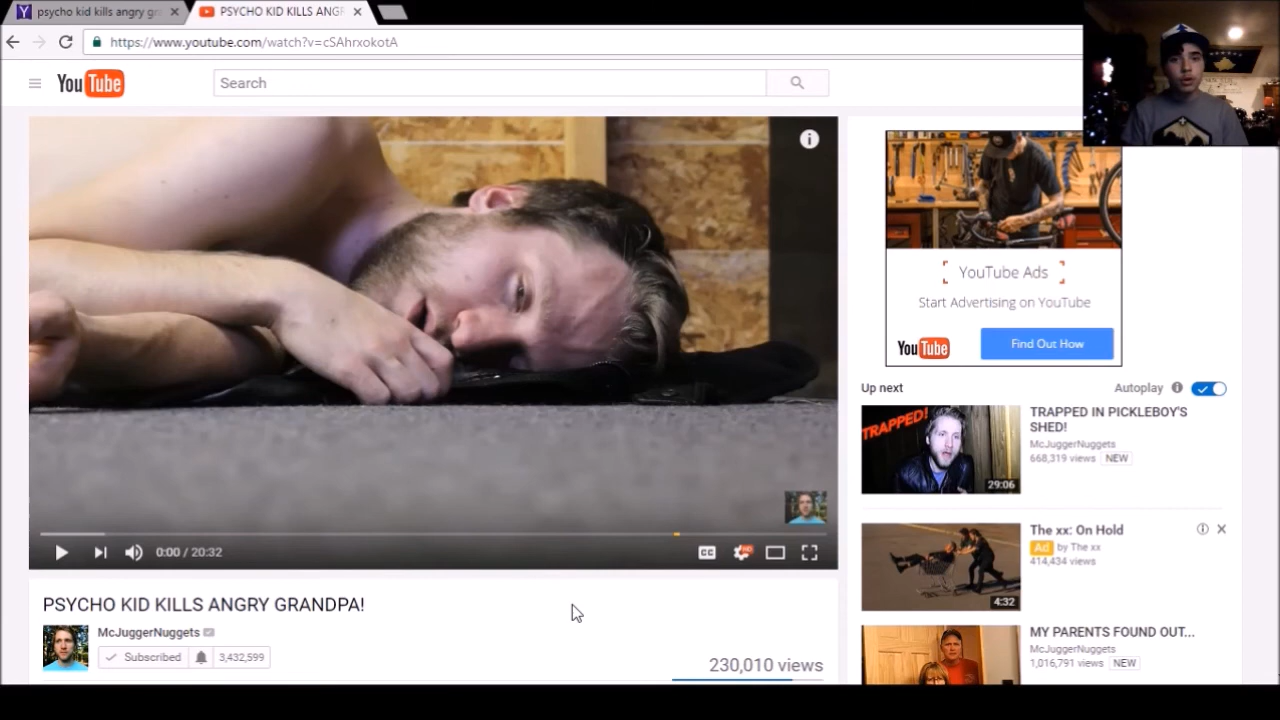 psycho kid kills angry gr
PSYCHO KID KILLS ANGR
https://www.youtube.com/watch?v=cSAhrxokotA
YouTube
Search
YouTube Ads
Start Advertising on YouTube
YouTube
Find Out How
Up next
Autoplay
TRAPPED!
29:06
TRAPPED IN PICKLEBOY'S
SHED!
McJuggerNuggets
668,319 views NEW
4:32
The xx: On Hold
Ad by The xx
414,434 views
MY PARENTS FOUND OUT...
McJuggerNuggets
1,016,791 views NEW
0:00 / 20:32
CC
HD
PSYCHO KID KILLS ANGRY GRANDPA!
McJuggerNuggets
Subscribed 3,432,599
230,010 views